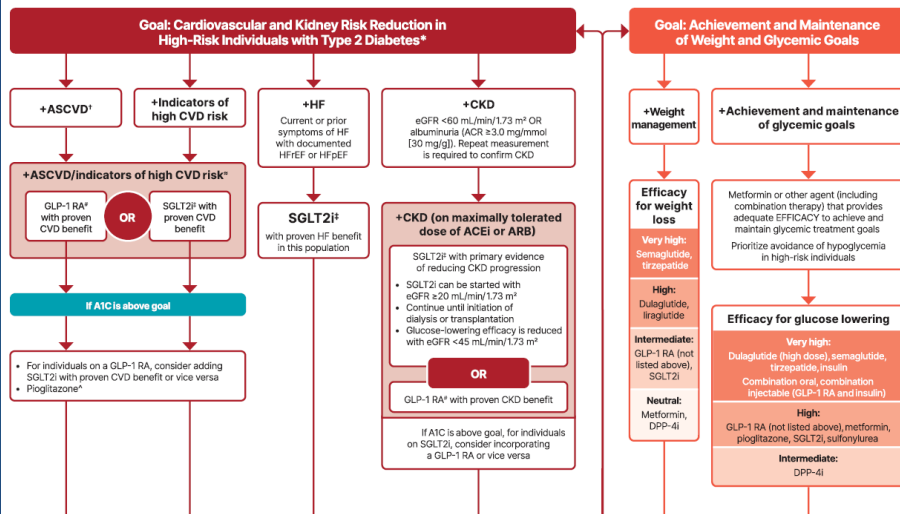 Goal: Cardiovascular and Kidney Risk Reduction in
High-Risk Individuals with Type 2 Diabetes*
Goal: Achievement and Maintenance
of Weight and Glycemic Goals
+ASCVD†
+Indicators of
high CVD risk
+HF
Current or prior
symptoms of HF
with documented
HFrEF or HFpEF
+CKD
eGFR <60 mL/min/1.73 m² OR
albuminuria (ACR ≥3.0 mg/mmol
[30 mg/g]). Repeat measurement
is required to confirm CKD
+Weight
management
+Achievement and maintenance
of glycemic goals
+ASCVD/indicators of high CVD risk¤
GLP-1 RA#
with proven
CVD benefit
OR
SGLT2i‡ with
proven CVD
benefit
If A1C is above goal
• For individuals on a GLP-1 RA, consider adding
SGLT2i with proven CVD benefit or vice versa
• Pioglitazone^
SGLT2i‡
with proven HF benefit
in this population
+CKD (on maximally tolerated
dose of ACEi or ARB)
SGLT2i‡ with primary evidence
of reducing CKD progression
• SGLT2i can be started with
eGFR ≥20 mL/min/1.73 m²
• Continue until initiation of
dialysis or transplantation
• Glucose-lowering efficacy is reduced
with eGFR <45 mL/min/1.73 m²
OR
GLP-1 RA# with proven CKD benefit
If A1C is above goal, for individuals
on SGLT2i, consider incorporating
a GLP-1 RA or vice versa
Efficacy
for weight
loss
Very high:
Semaglutide,
tirzepatide
High:
Dulaglutide,
liraglutide
Intermediate:
GLP-1 RA (not
listed above),
SGLT2i
Neutral:
Metformin,
DPP-4i
Metformin or other agent (including
combination therapy) that provides
adequate EFFICACY to achieve and
maintain glycemic treatment goals
Prioritize avoidance of hypoglycemia
in high-risk individuals
Efficacy for glucose lowering
Very high:
Dulaglutide (high dose), semaglutide,
tirzepatide, insulin
Combination oral, combination
injectable (GLP-1 RA and insulin)
High:
GLP-1 RA (not listed above), metformin,
pioglitazone, SGLT2i, sulfonylurea
Intermediate:
DPP-4i